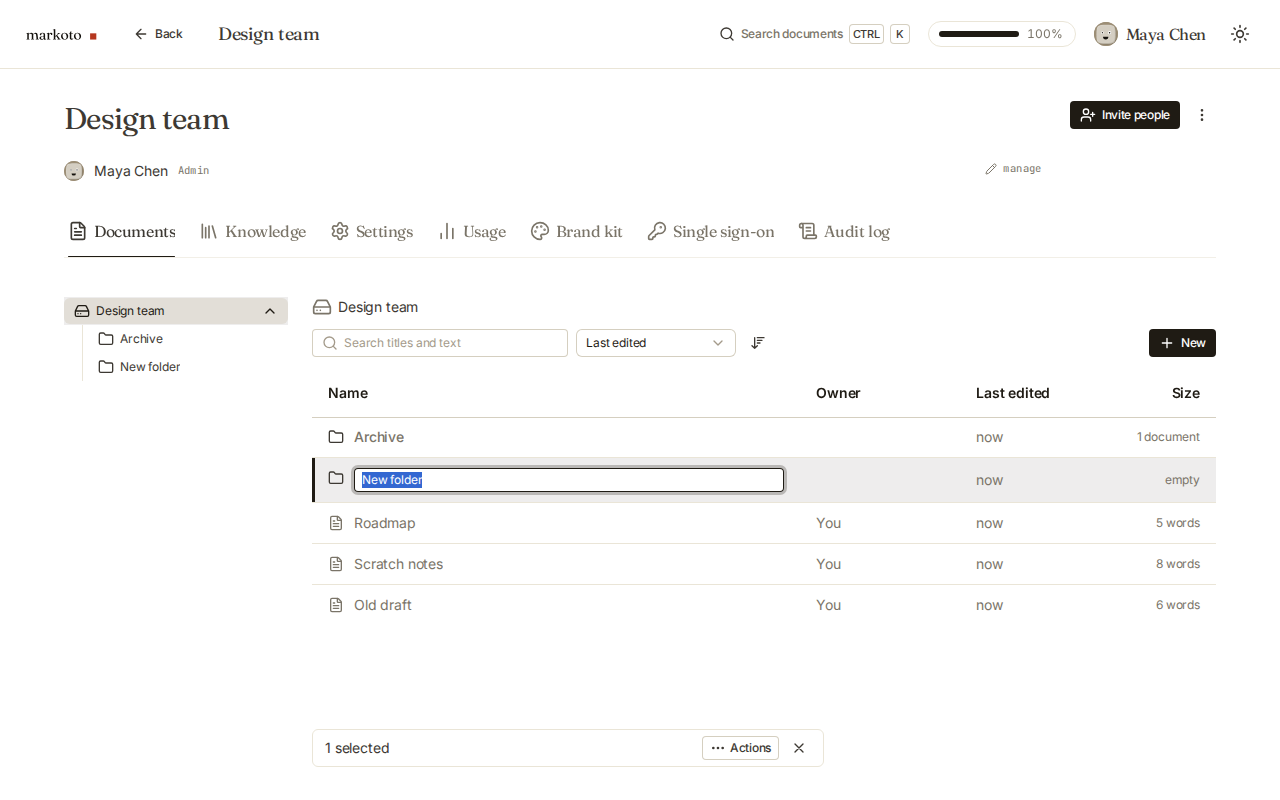 markoto
Back
Design team
Search documents CTRL K
100%
Maya Chen
Design team
Invite people
Maya Chen Admin
manage
Documents Knowledge Settings Usage Brand kit Single sign-on Audit log
Design team
Archive
New folder
Design team
Search titles and text
Last edited
New
Name Owner Last edited Size
Archive now 1 document
New folder now empty
Roadmap You now 5 words
Scratch notes You now 8 words
Old draft You now 6 words
1 selected
Actions